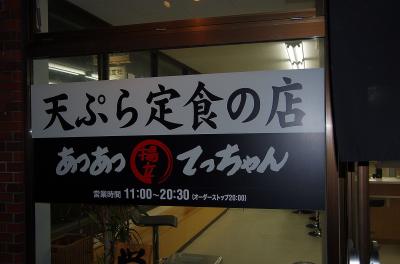 天ぷら定食の店
あつあつ 揚立 てっちゃん
営業時間 11:00～20:30 (オーダーストップ20:00)